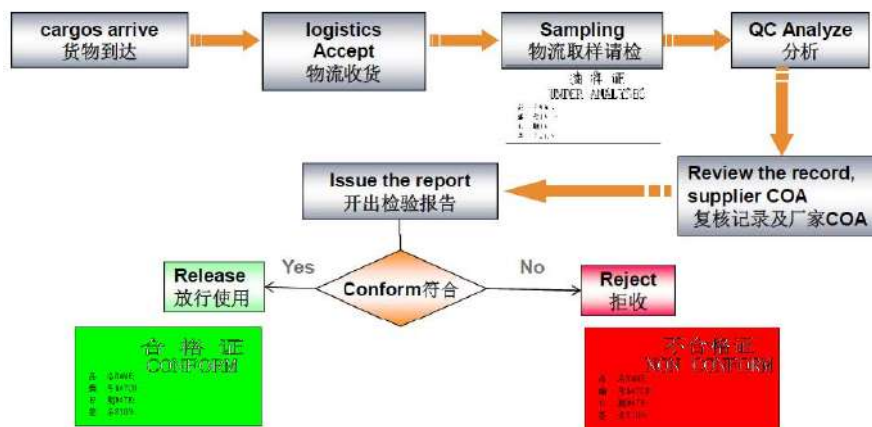 cargos arrive
货物到达
logistics
Accept
物流收货
Sampling
物流取样请检
QC Analyze
分析
UNDER ANALYSED
Review the record,
supplier COA
复核记录及厂家COA
Issue the report
开出检验报告
Yes
Conform符合
No
Release
放行使用
Reject
拒收
合格证
CONFORM
不合格证
NON CONFORM